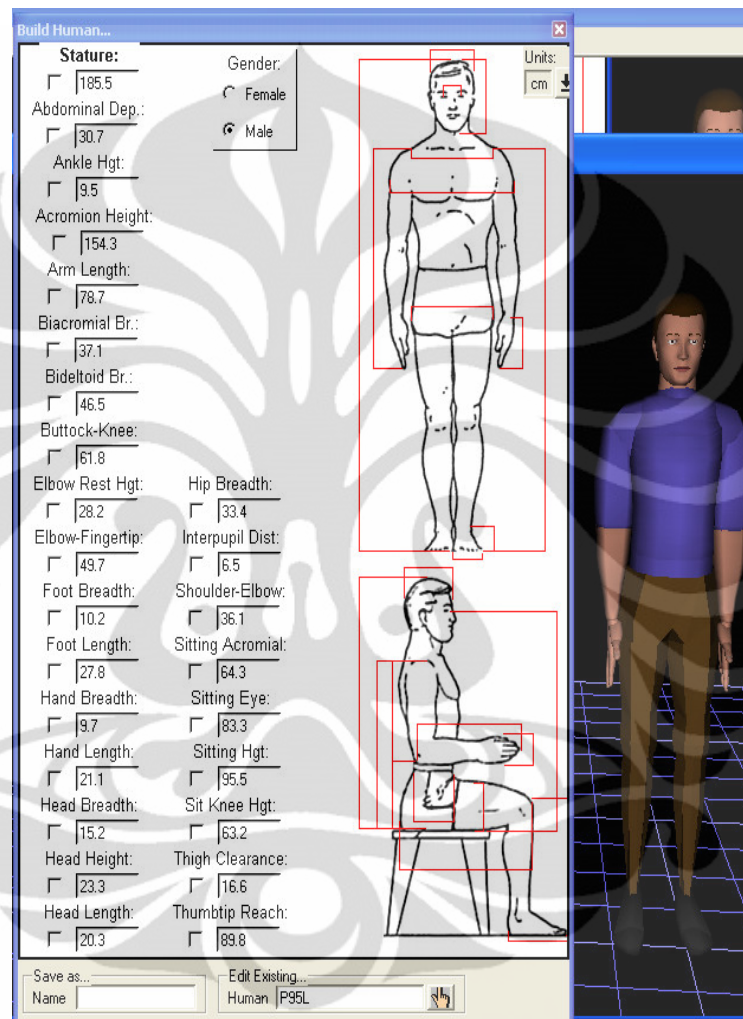 Build Human...
Stature:
185.5
Gender:
Female
Male
Units:
cm
Abdominal Dep.:
30.7
Ankle Hgt:
9.5
Acromion Height:
154.3
Arm Length:
78.7
Biacromial Br.:
37.1
Bideltoid Br.:
46.5
Buttock-Knee:
61.8
Elbow Rest Hgt: Hip Breadth:
28.2 33.4
Elbow-Fingertip: Interpupil Dist:
49.7 6.5
Foot Breadth: Shoulder-Elbow:
10.2 36.1
Foot Length: Sitting Acromial:
27.8 64.3
Hand Breadth: Sitting Eye:
9.7 83.3
Hand Length: Sitting Hgt:
21.1 95.5
Head Breadth: Sit Knee Hgt:
15.2 63.2
Head Height: Thigh Clearance:
23.3 16.6
Head Length: Thumbtip Reach:
20.3 89.8
Save as... Edit Existing...
Name Human P95L